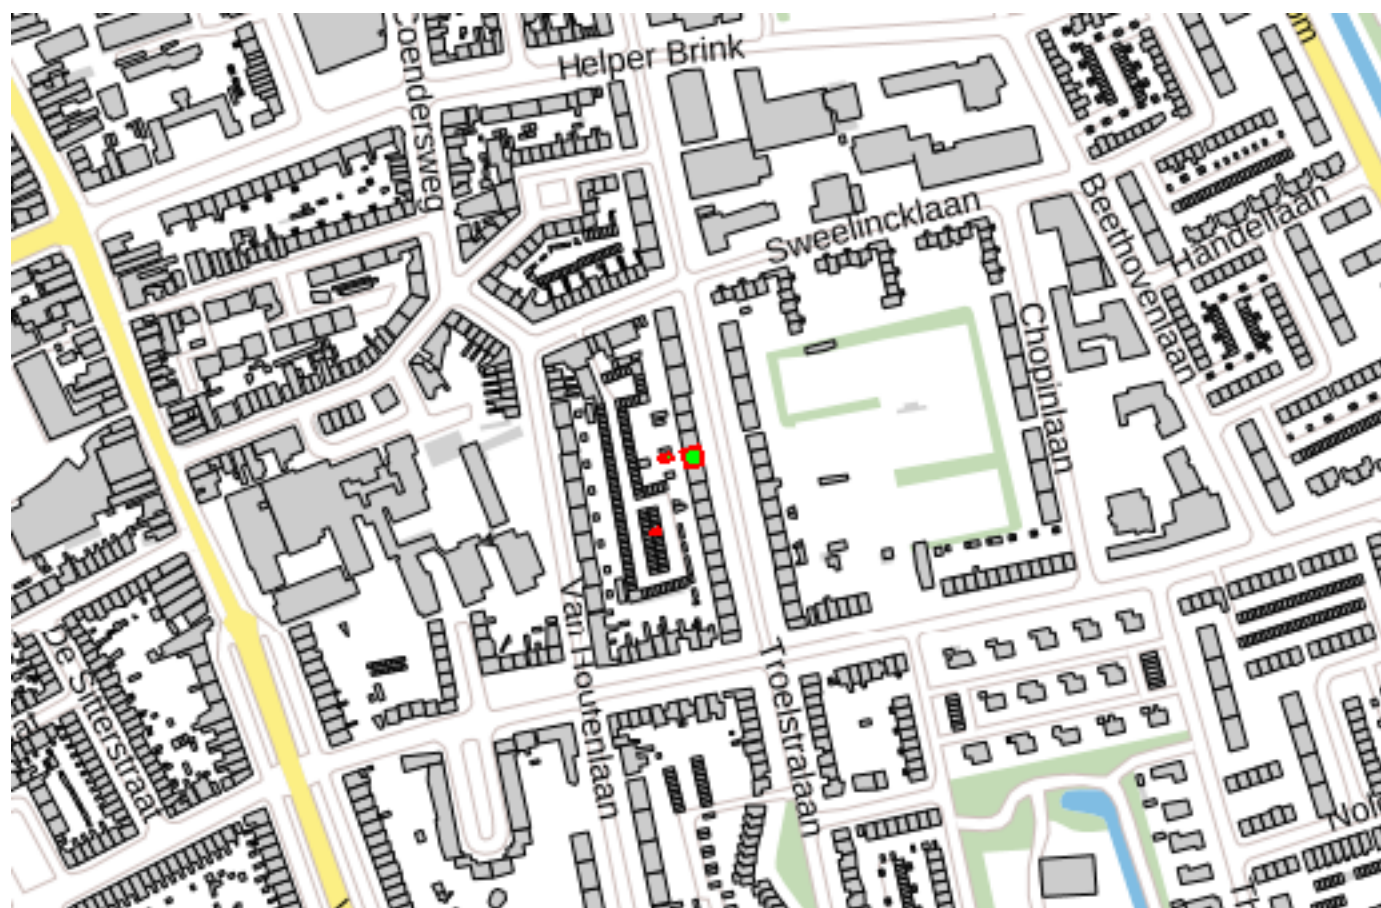 Coendersweg
Helper Brink
Sweelincklaan
Beethovenlaan
Händellaan
Chopinlaan
Van Houtenlaan
Troelstralaan
De Sitterstraat